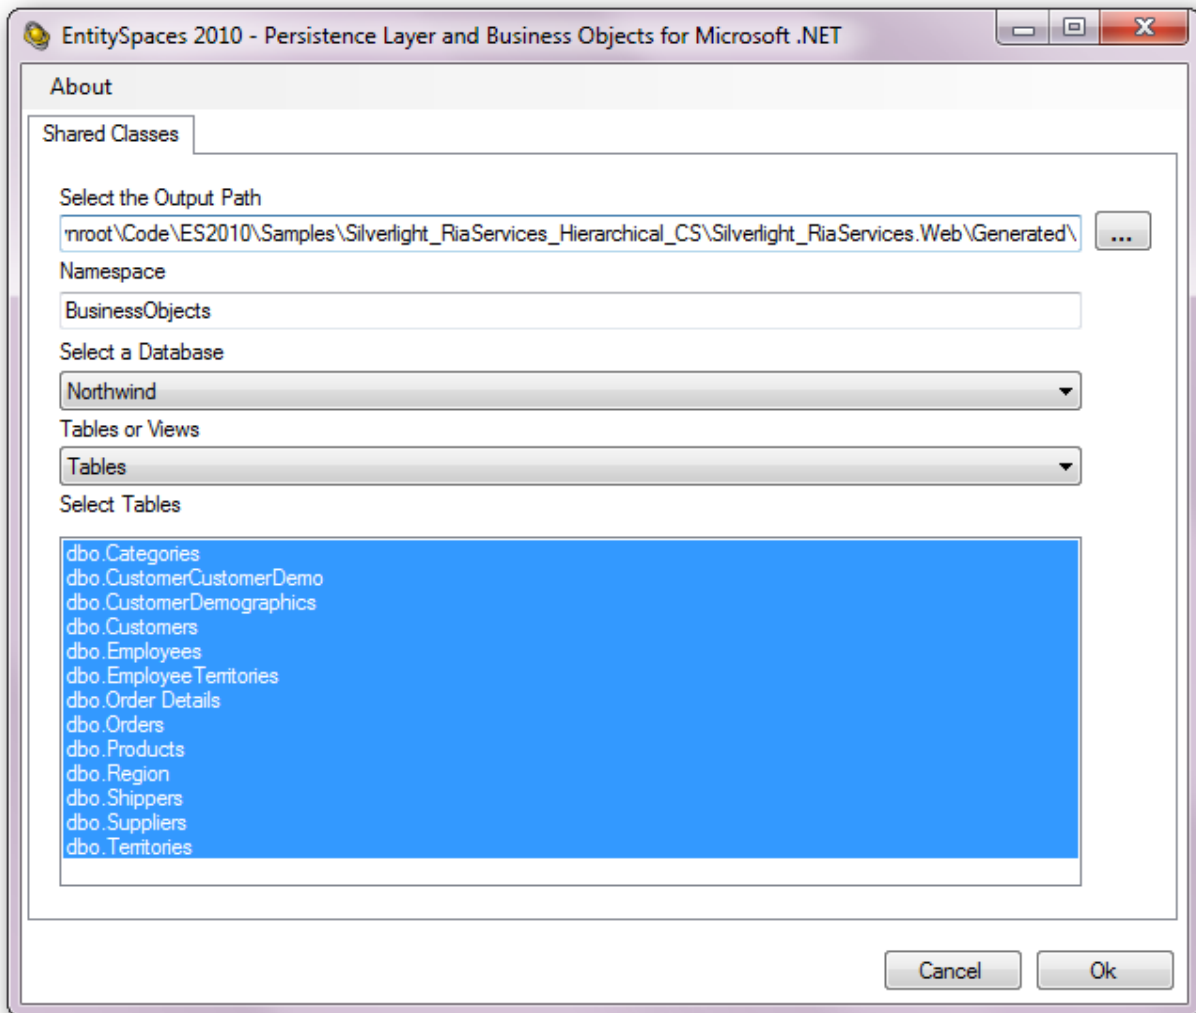 EntitySpaces 2010 - Persistence Layer and Business Objects for Microsoft .NET
About
Shared Classes
Select the Output Path
nroot\Code\ES2010\Samples\Silverlight_RiaServices_Hierarchical_CS\Silverlight_RiaServices.Web\Generated\
...
Namespace
BusinessObjects
Select a Database
Northwind
Tables or Views
Tables
Select Tables
dbo.Categories
dbo.CustomerCustomerDemo
dbo.CustomerDemographics
dbo.Customers
dbo.Employees
dbo.EmployeeTerritories
dbo.Order Details
dbo.Orders
dbo.Products
dbo.Region
dbo.Shippers
dbo.Suppliers
dbo.Territories
Cancel
Ok